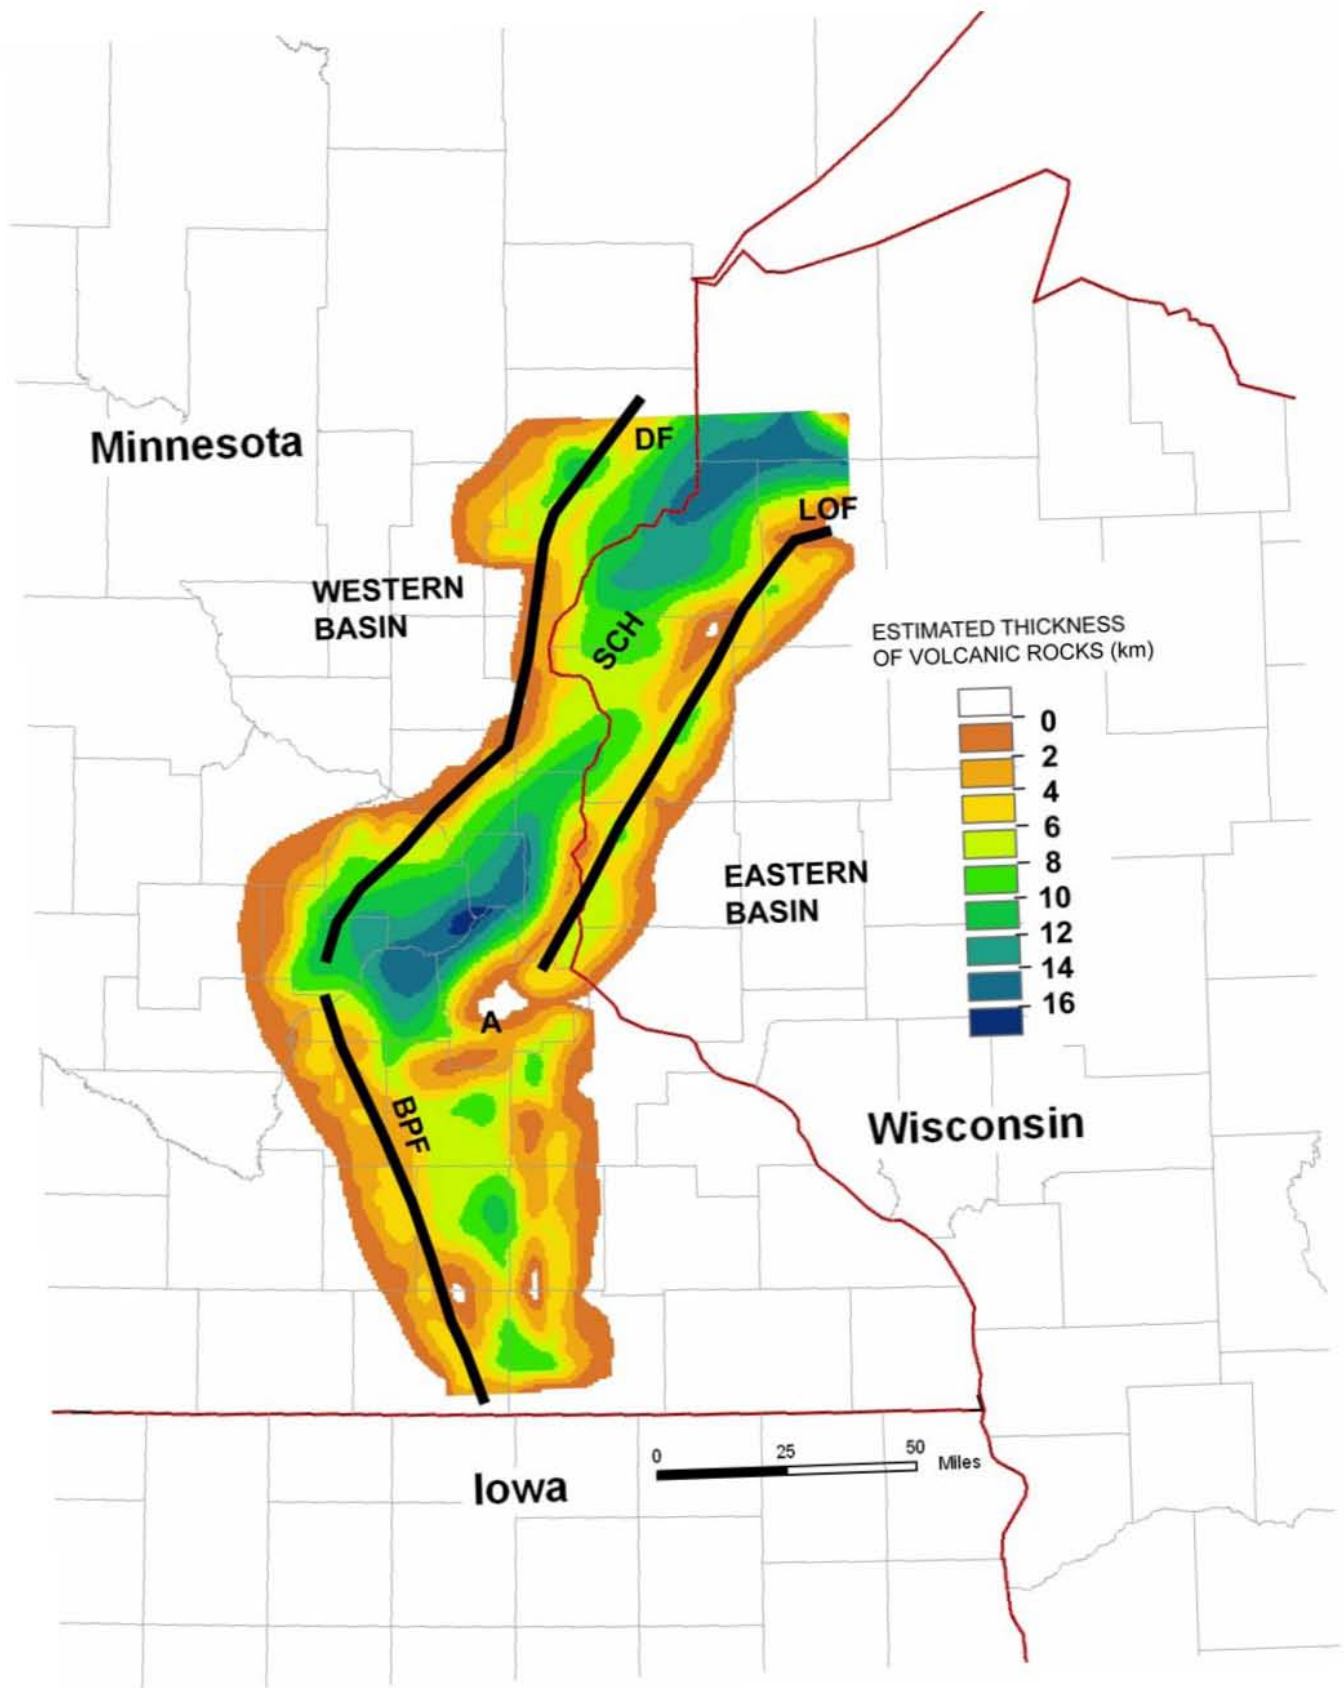 Minnesota
DF
LOF
WESTERN
BASIN
SCH
ESTIMATED THICKNESS
OF VOLCANIC ROCKS (km)
0
2
4
6
8
10
12
14
16
EASTERN
BASIN
A
BPF
Wisconsin
Iowa
0 25 50 Miles